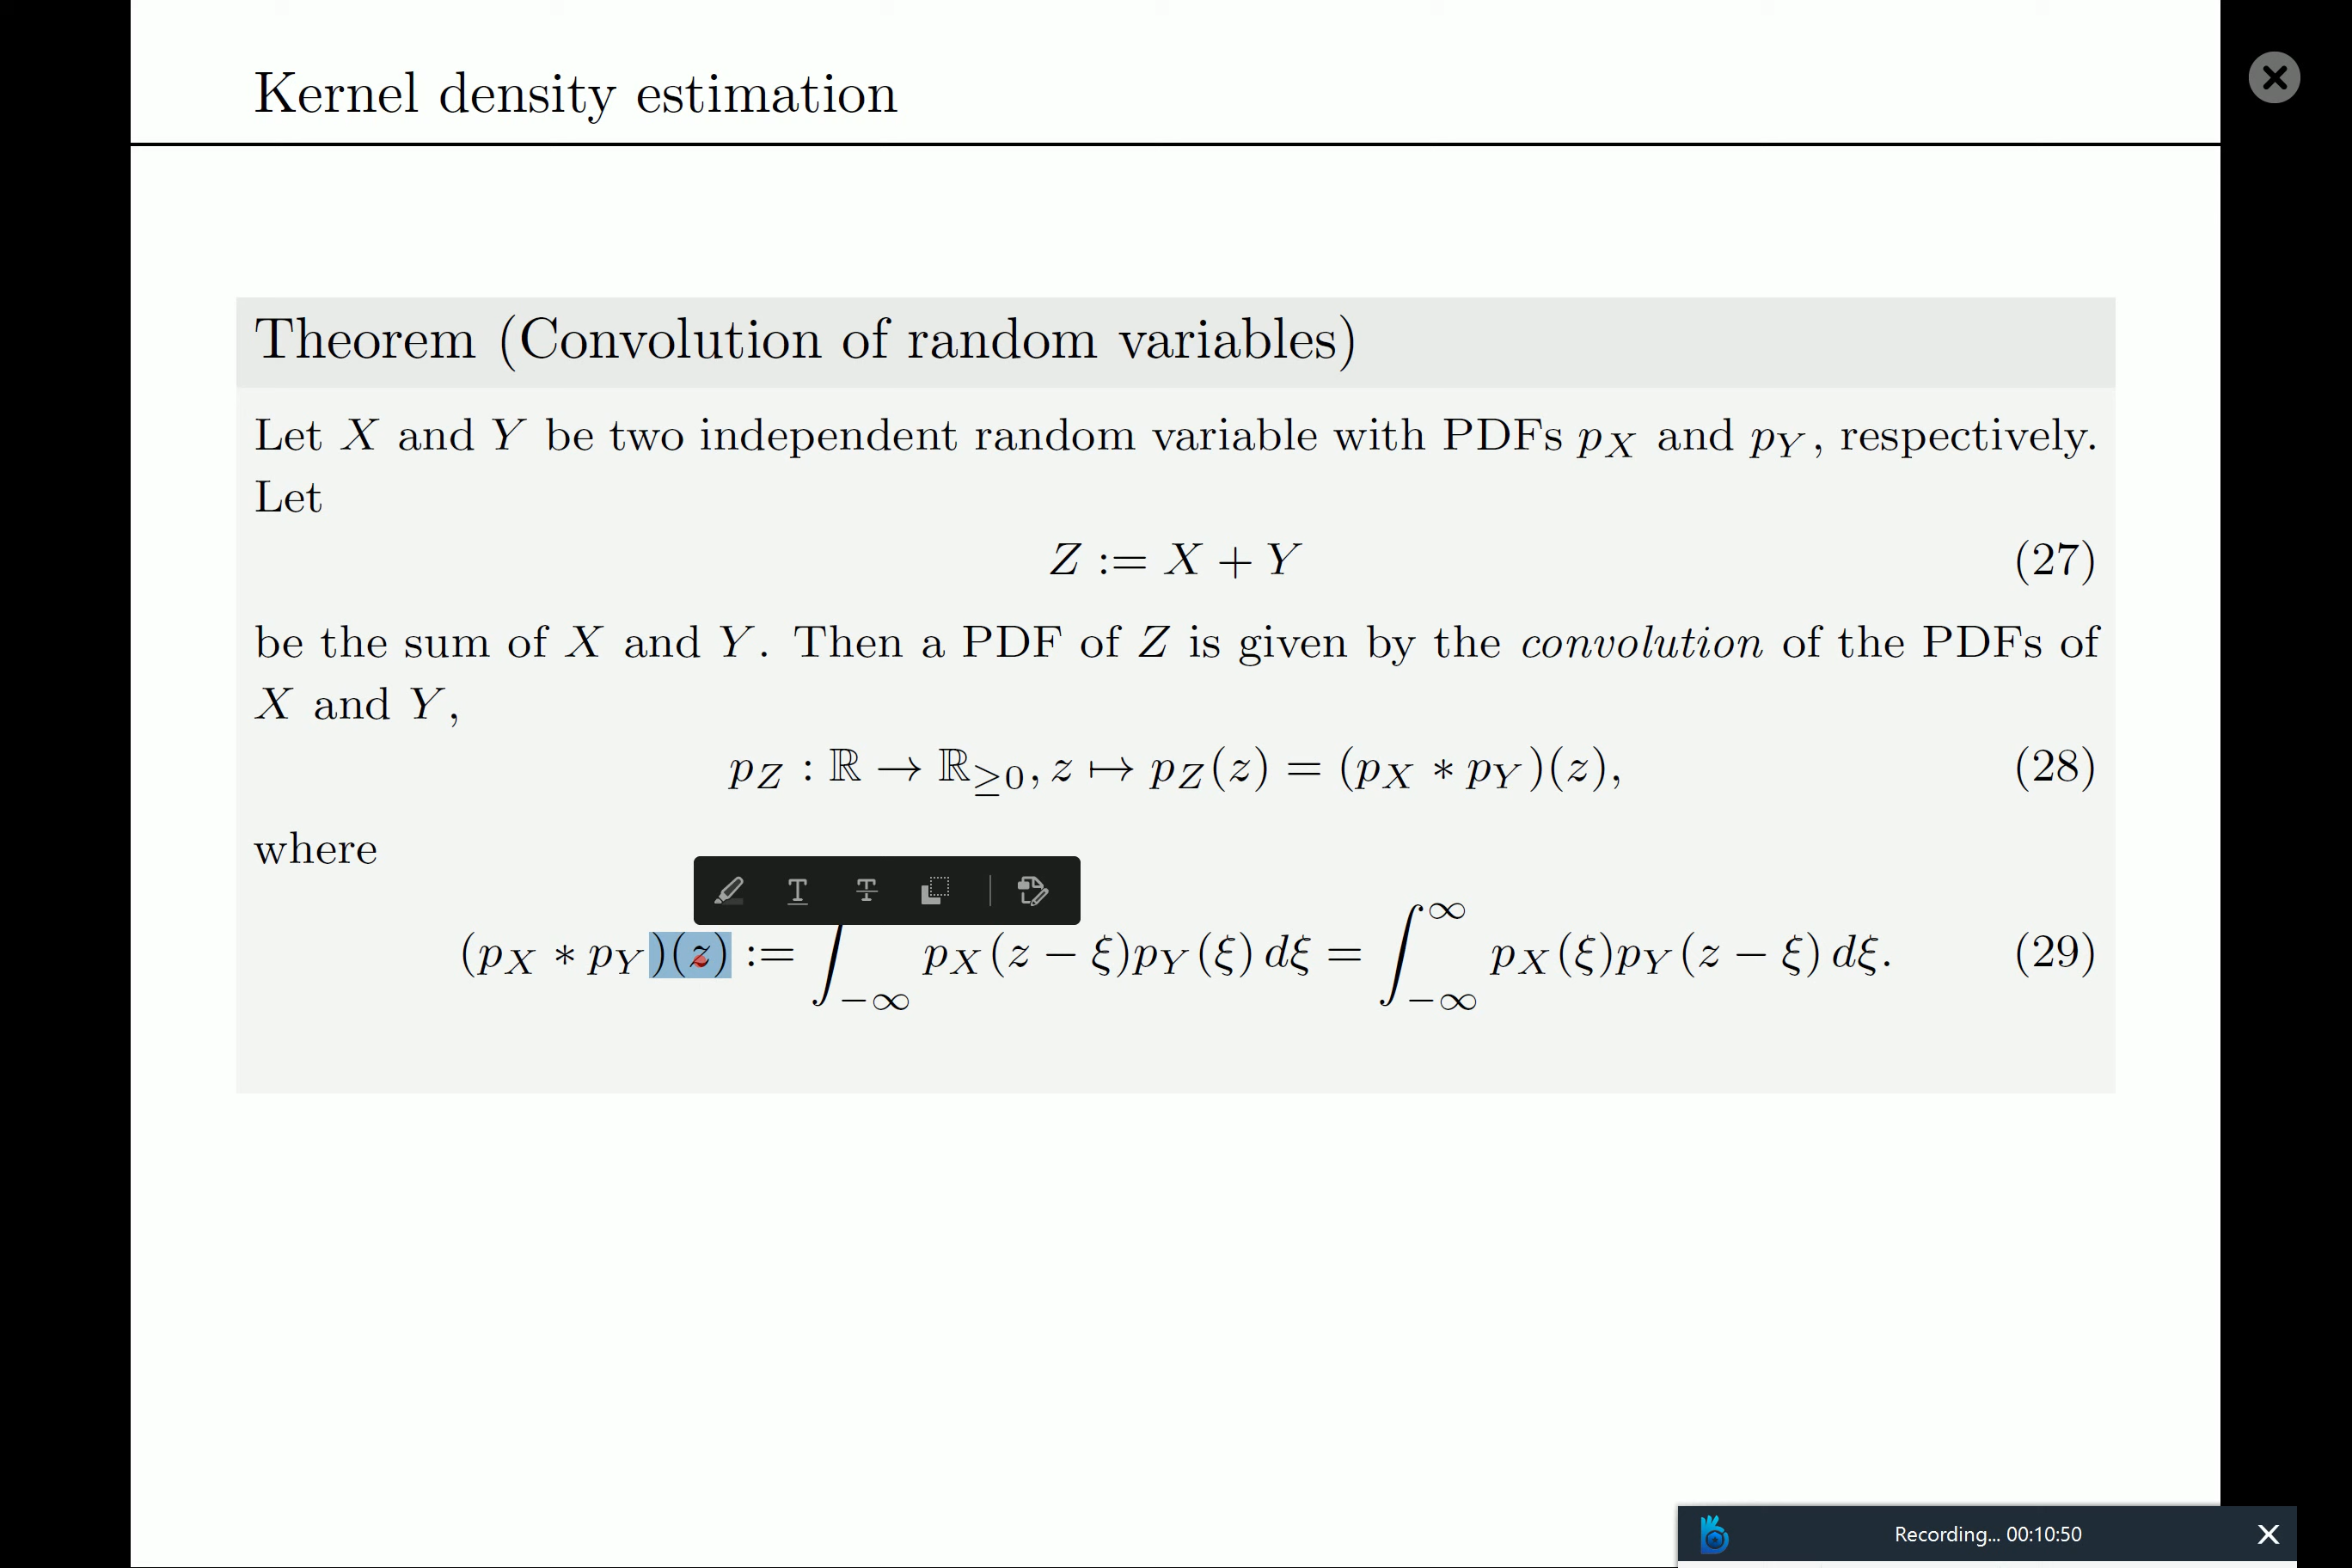 Kernel density estimation
Theorem (Convolution of random variables)
Let X and Y be two independent random variable with PDFs p_X and p_Y, respectively.
Let
Z := X + Y (27)
be the sum of X and Y. Then a PDF of Z is given by the convolution of the PDFs of
X and Y,
p_Z : ℝ → ℝ_≥0, z ↦ p_Z(z) = (p_X ∗ p_Y)(z), (28)
where
(p_X ∗ p_Y)(z) := ∫_−∞ p_X(z − ξ)p_Y(ξ) dξ = ∫_−∞^∞ p_X(ξ)p_Y(z − ξ) dξ. (29)
Recording... 00:10:50